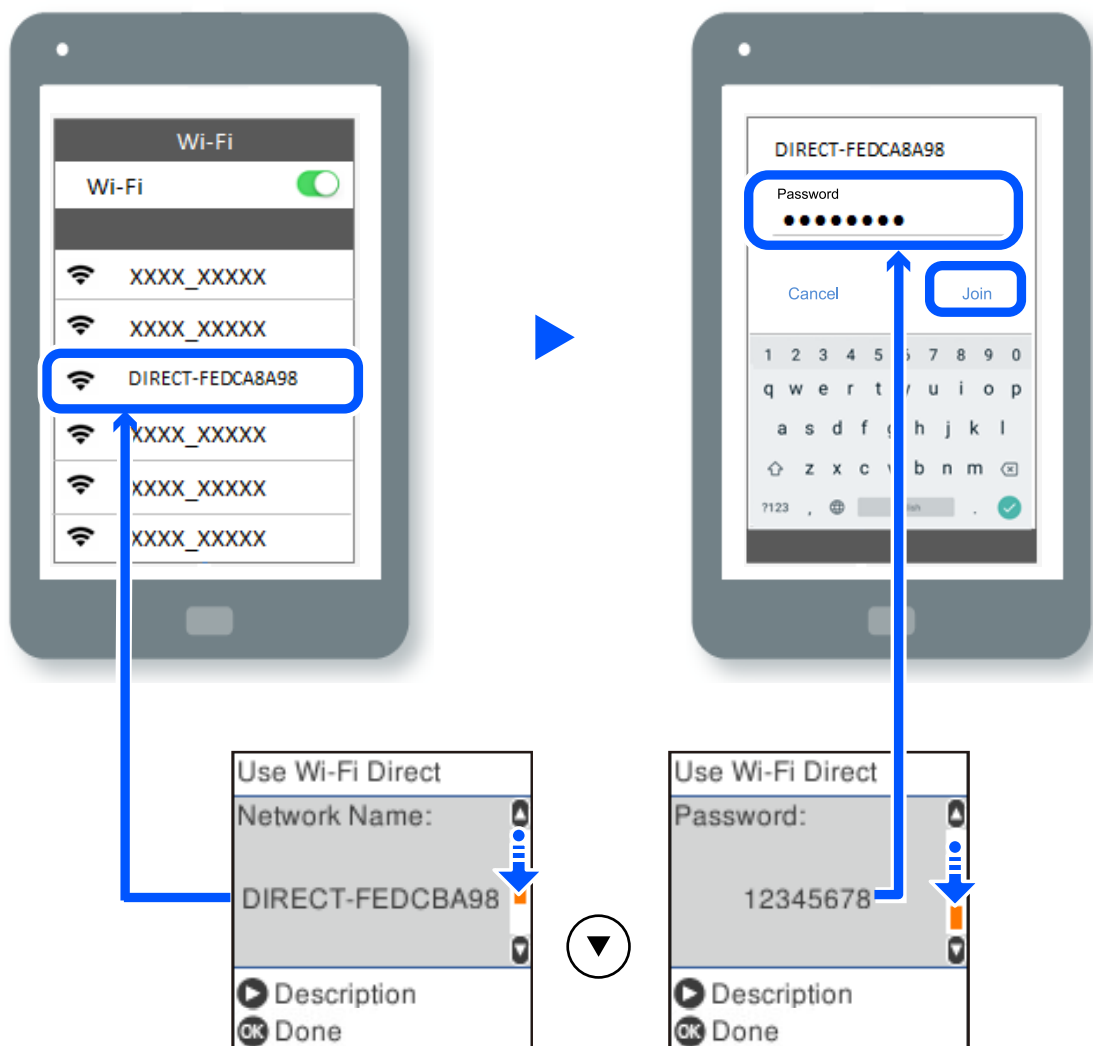 Wi-Fi
Wi-Fi
XXXX_XXXXX
XXXX_XXXXX
DIRECT-FEDCA8A98
XXXX_XXXXX
XXXX_XXXXX
XXXX_XXXXX
DIRECT-FEDCA8A98
Password
Cancel Join
1 2 3 4 5 7 8 9 0
q w e r t u i o p
a s d f h j k l
z x c b n m
?123 , .
Use Wi-Fi Direct
Network Name:
DIRECT-FEDCBA98
Description
OK Done
Use Wi-Fi Direct
Password:
12345678
Description
OK Done